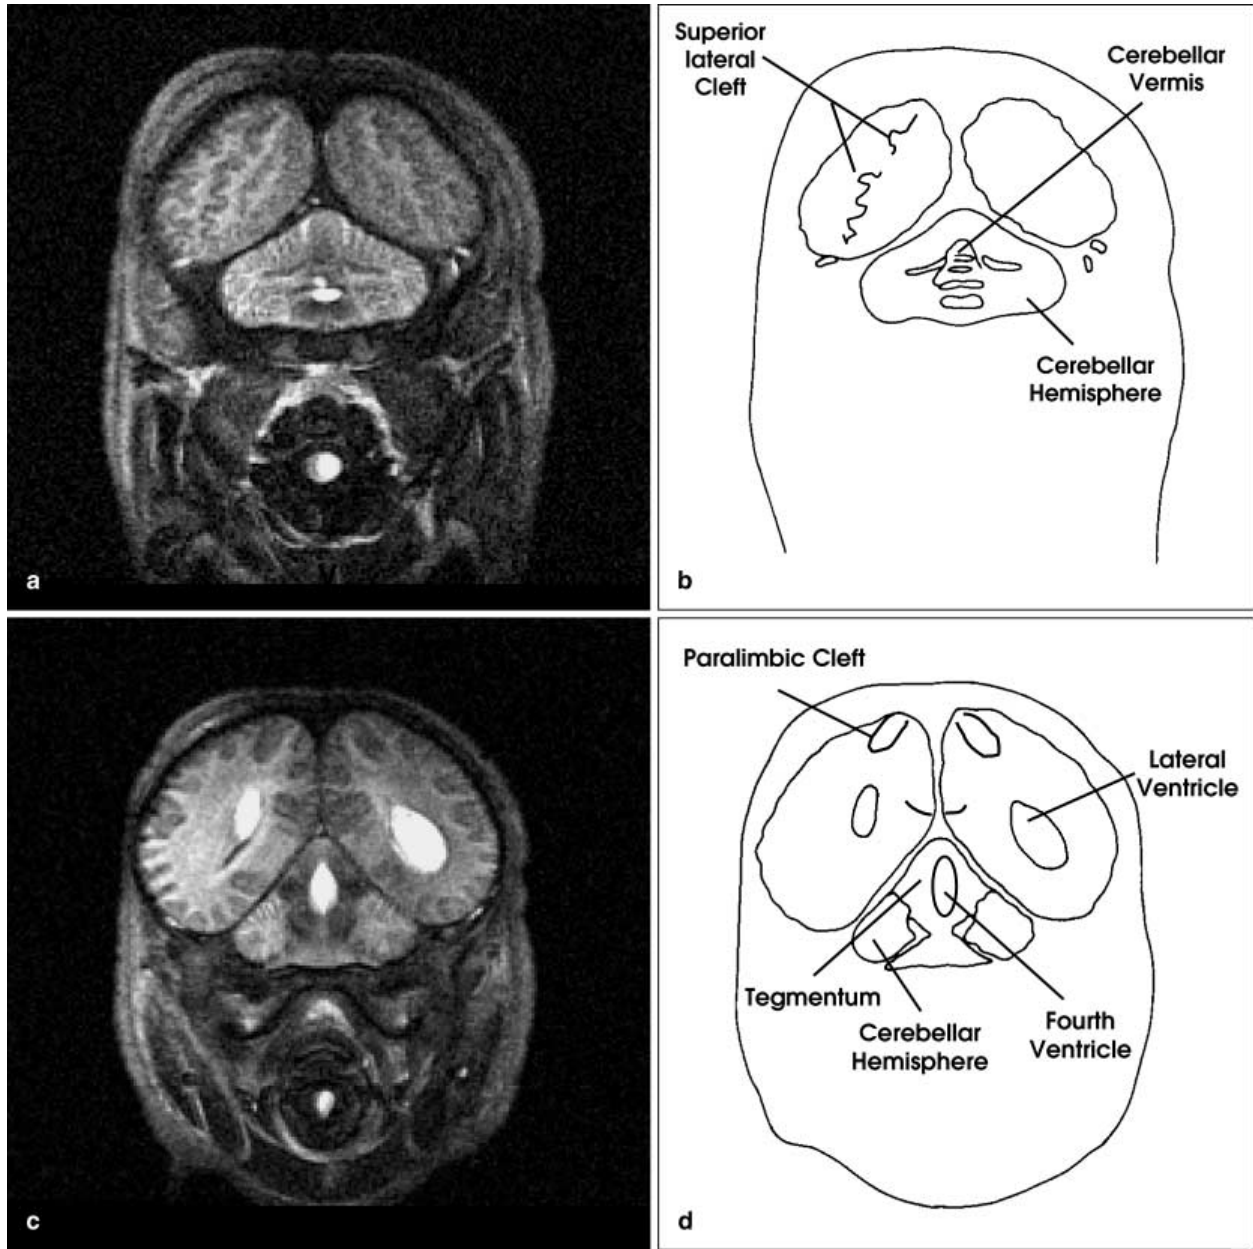 Superior
lateral
Cleft
Cerebellar
Vermis
Cerebellar
Hemisphere
a
b
Paralimbic Cleft
Lateral
Ventricle
Tegmentum
Cerebellar
Hemisphere
Fourth
Ventricle
c
d